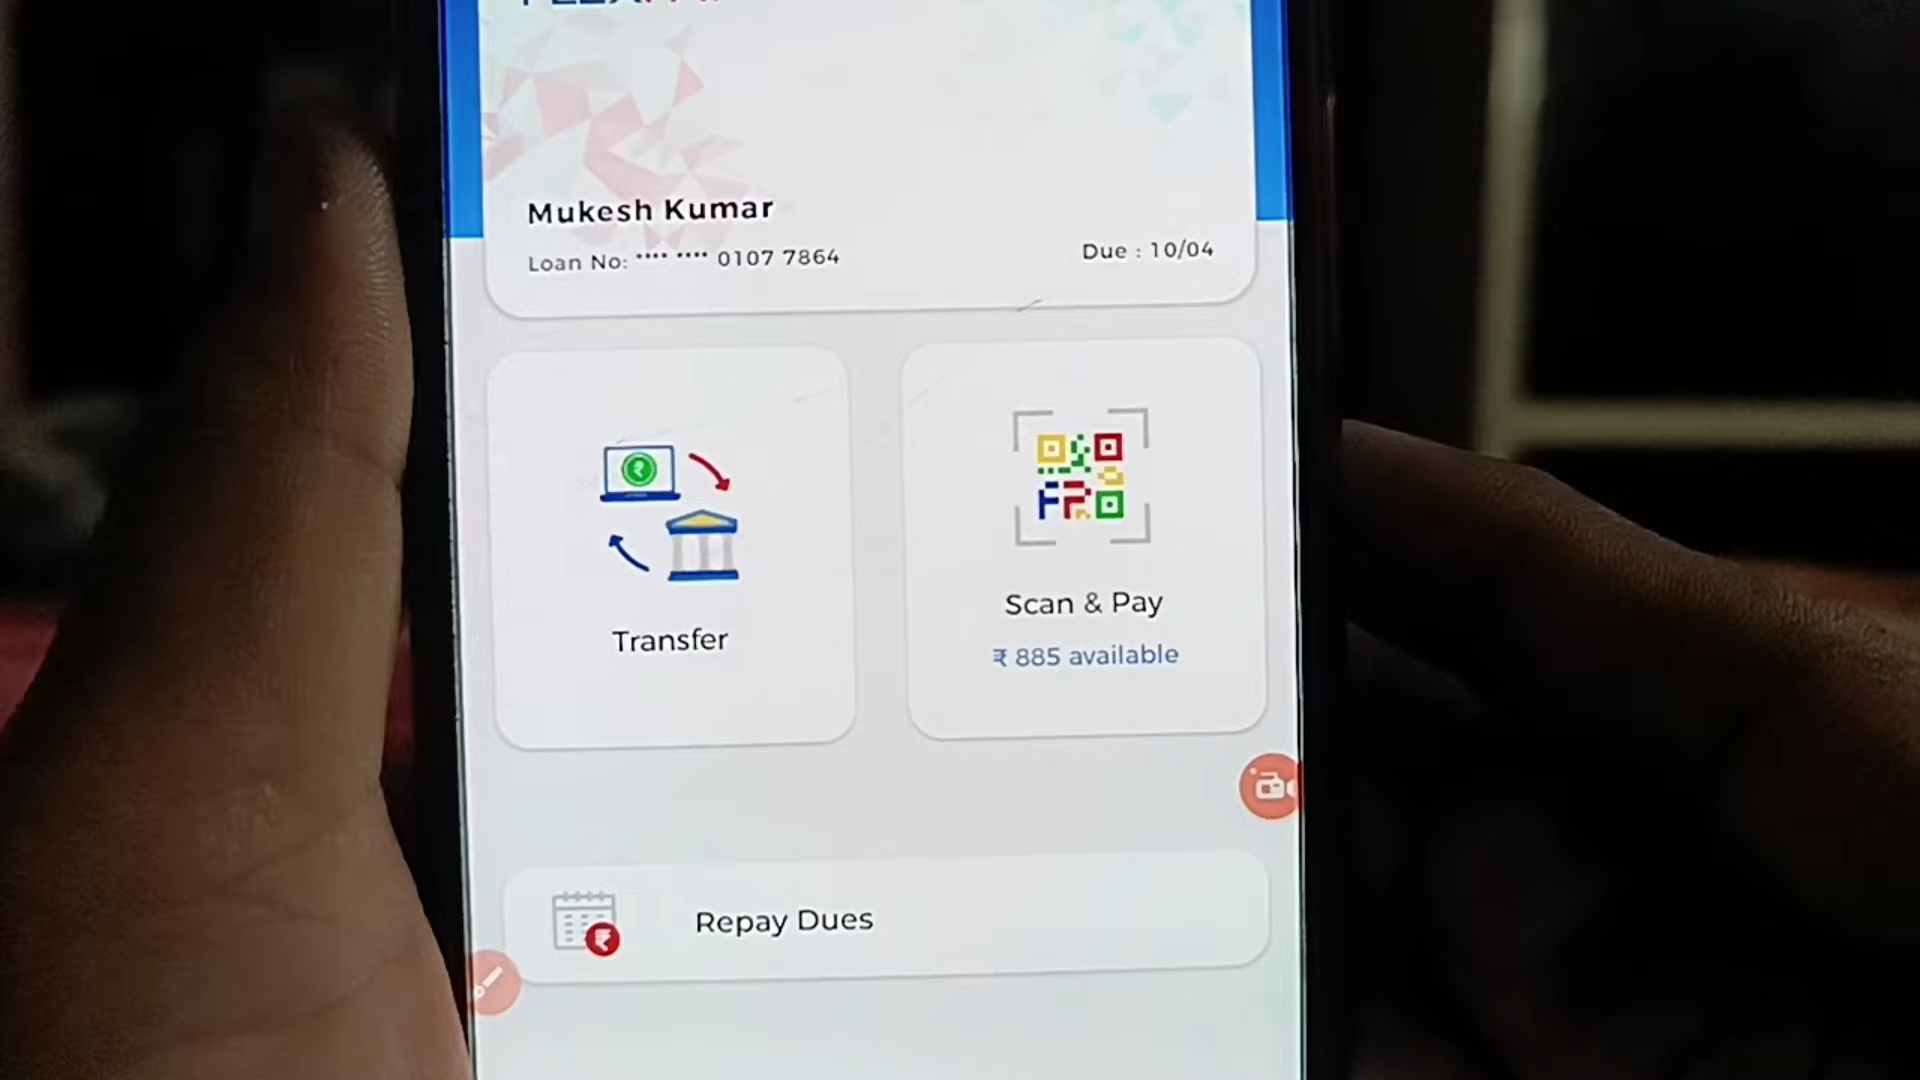 Mukesh Kumar
Loan No: **** **** 0107 7864
Due : 10/04
Transfer
Scan & Pay
₹ 885 available
Repay Dues